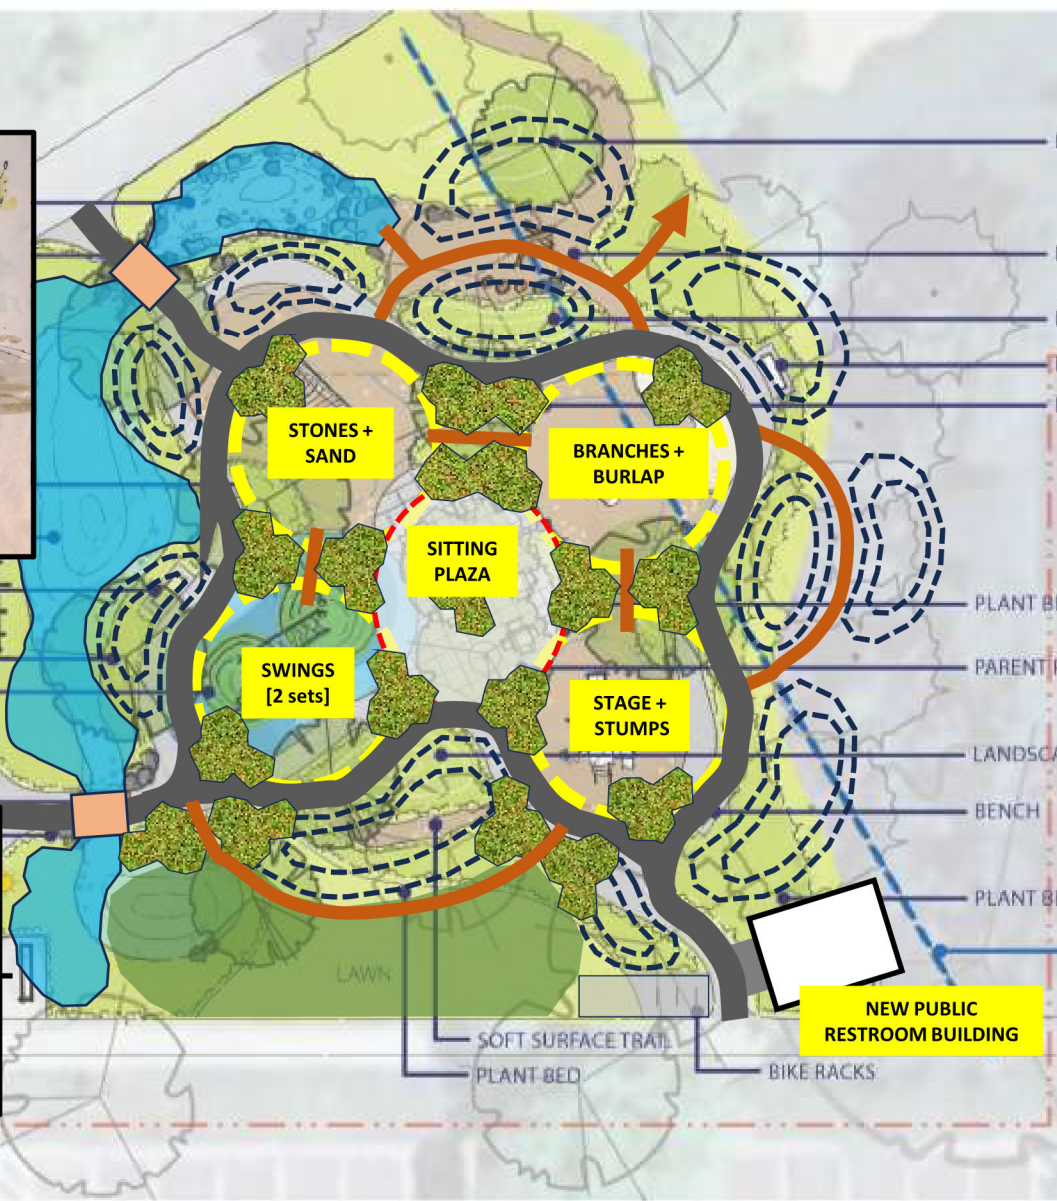 STONES +
SAND
BRANCHES +
BURLAP
SITTING
PLAZA
SWINGS
[2 sets]
STAGE +
STUMPS
PLANT
PARENT
BENCH
PLANT
LAWN
NEW PUBLIC
RESTROOM BUILDING
SOFT SURFACE TRAIL
PLANT BED
BIKE RACKS